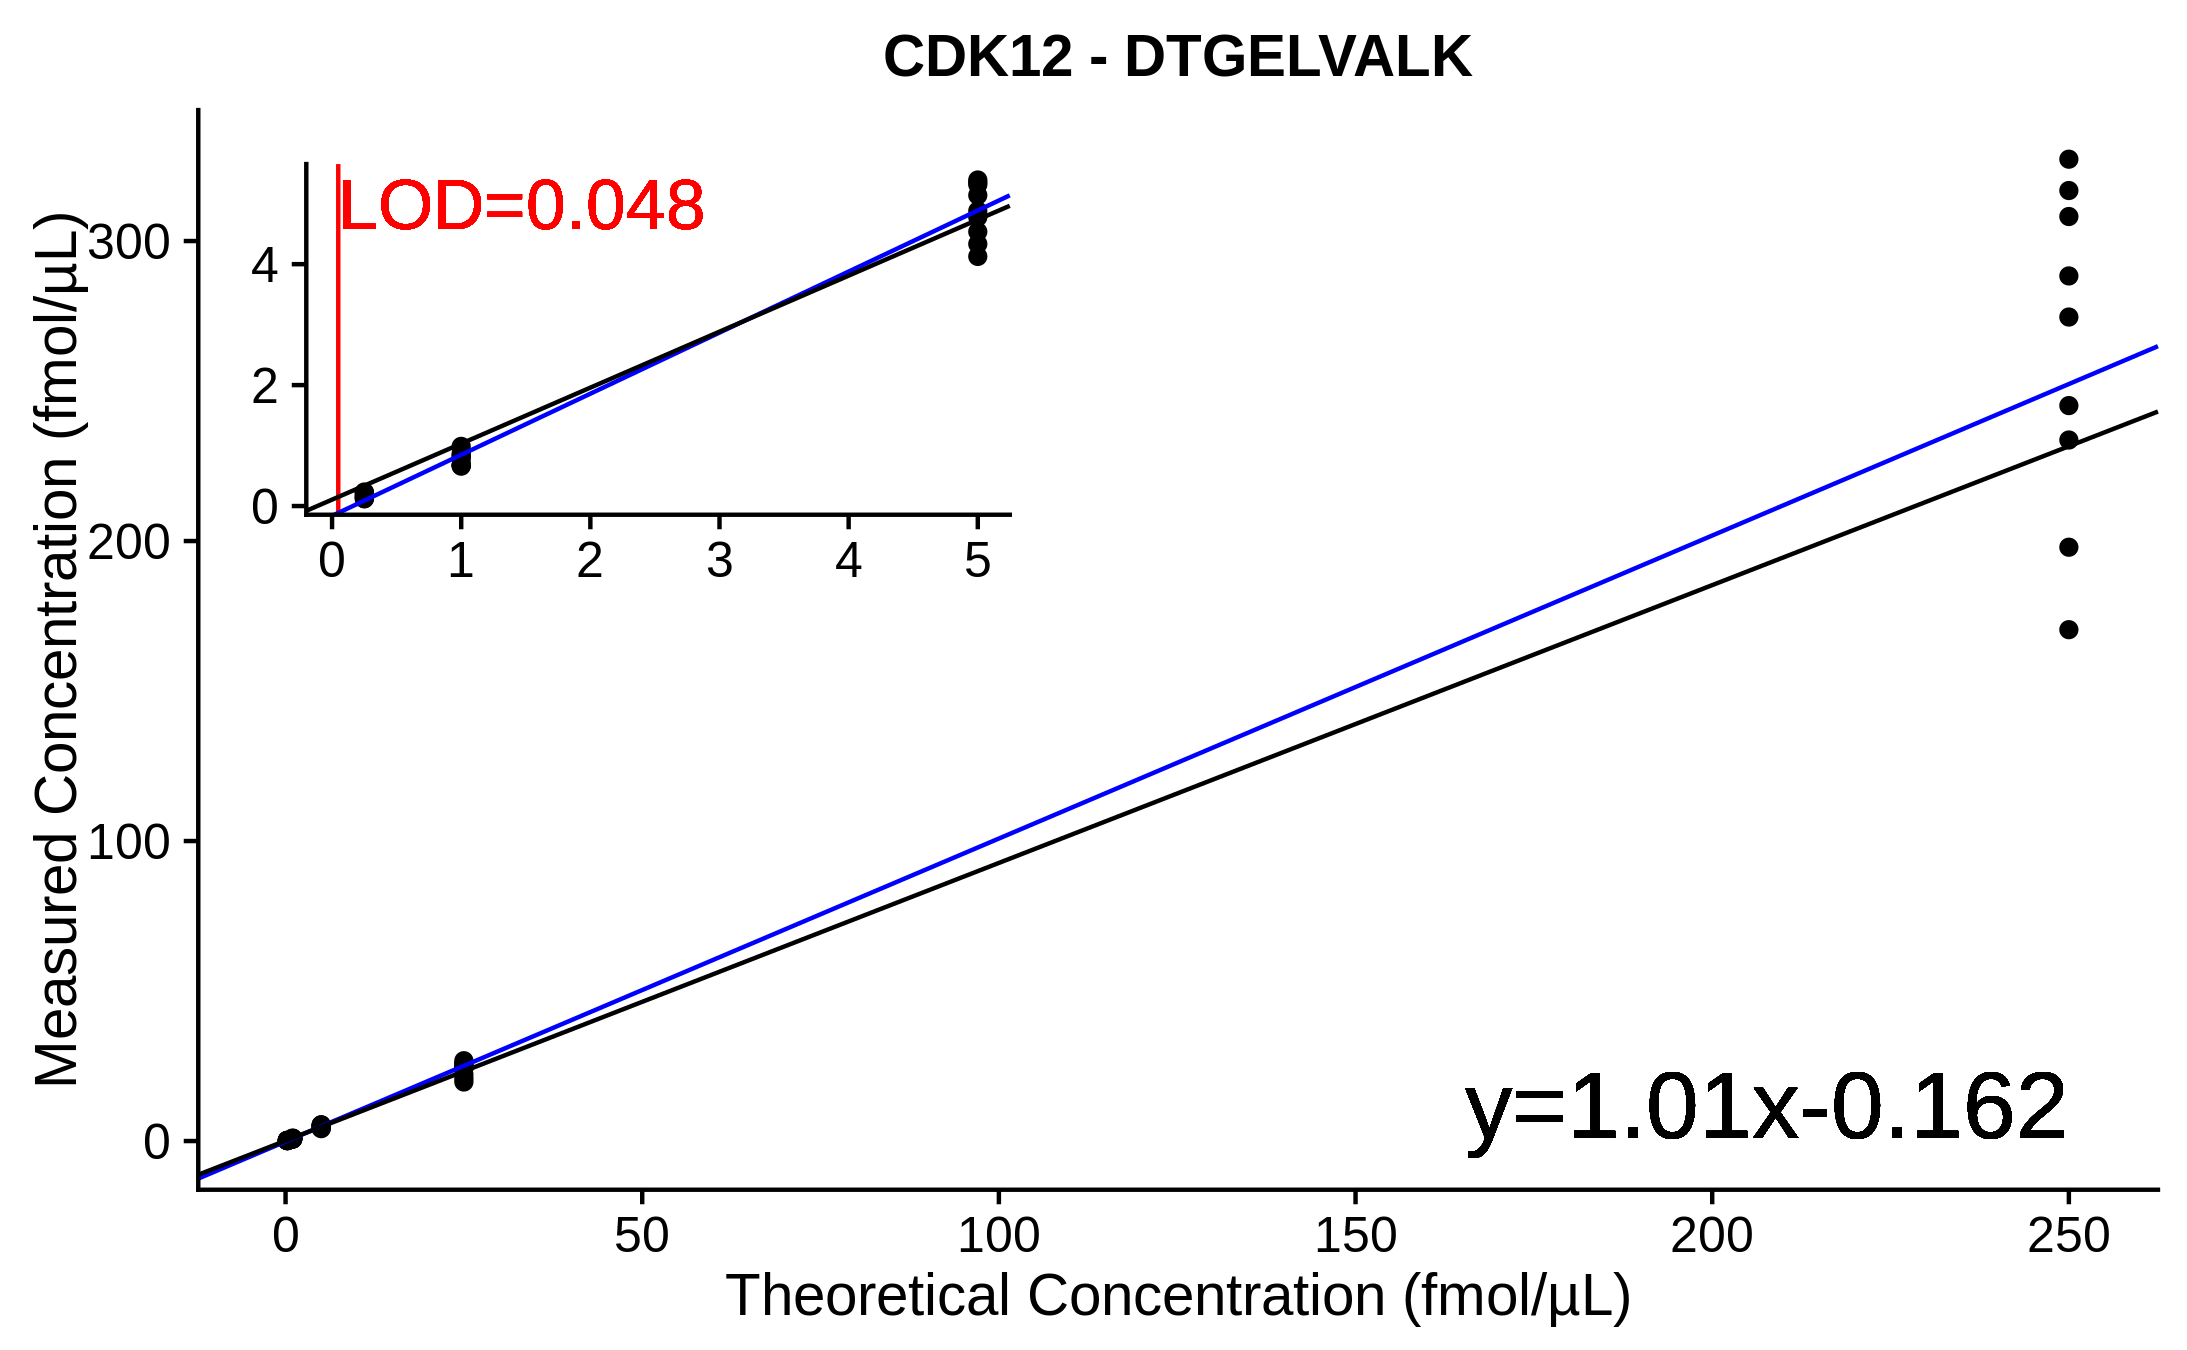 CDK12 - DTGELVALK
Measured Concentration (fmol/µL)
300
200
100
0
LOD=0.048
4
2
0
0 1 2 3 4 5
y=1.01x-0.162
0 50 100 150 200 250
Theoretical Concentration (fmol/µL)